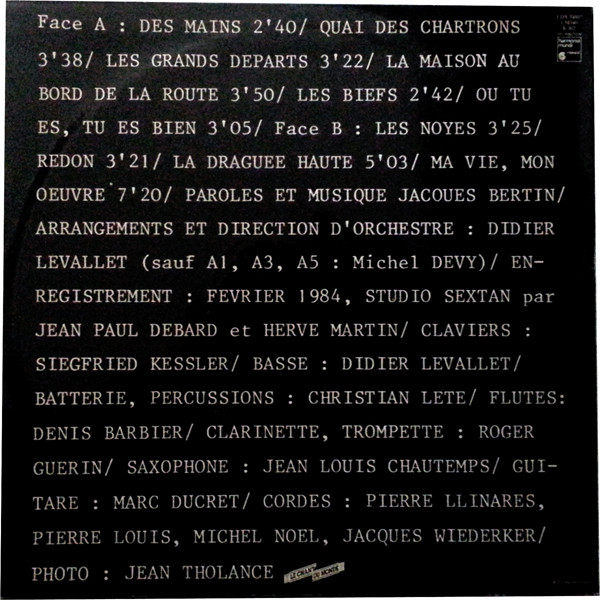 Face A : DES MAINS 2'40/ QUAI DES CHARTRONS
3'38/ LES GRANDS DEPARTS 3'22/ LA MAISON AU
BORD DE LA ROUTE 3'50/ LES BIEFS 2'42/ OU TU
ES, TU ES BIEN 3'05/ Face B : LES NOYES 3'25/
REDON 3'21/ LA DRAGUEE HAUTE 5'03/ MA VIE, MON
OEUVRE 7'20/ PAROLES ET MUSIQUE JACQUES BERTIN/
ARRANGEMENTS ET DIRECTION D'ORCHESTRE : DIDIER
LEVALLET (sauf A1, A3, A5 : Michel DEVY)/ EN-
REGISTREMENT : FEVRIER 1984, STUDIO SEXTAN par
JEAN PAUL DEBARD et HERVE MARTIN/ CLAVIERS :
SIEGFRIED KESSLER/ BASSE : DIDIER LEVALLET/
BATTERIE, PERCUSSIONS : CHRISTIAN LETE/ FLUTES:
DENIS BARBIER/ CLARINETTE, TROMPETTE : ROGER
GUERIN/ SAXOPHONE : JEAN LOUIS CHAUTEMPS/ GUI-
TARE : MARC DUCRET/ CORDES : PIERRE LLINARES,
PIERRE LOUIS, MICHEL NOEL, JACQUES WIEDERKER/
PHOTO : JEAN THOLANCE
LE CHANT
DU MONDE
harmonia
mundi